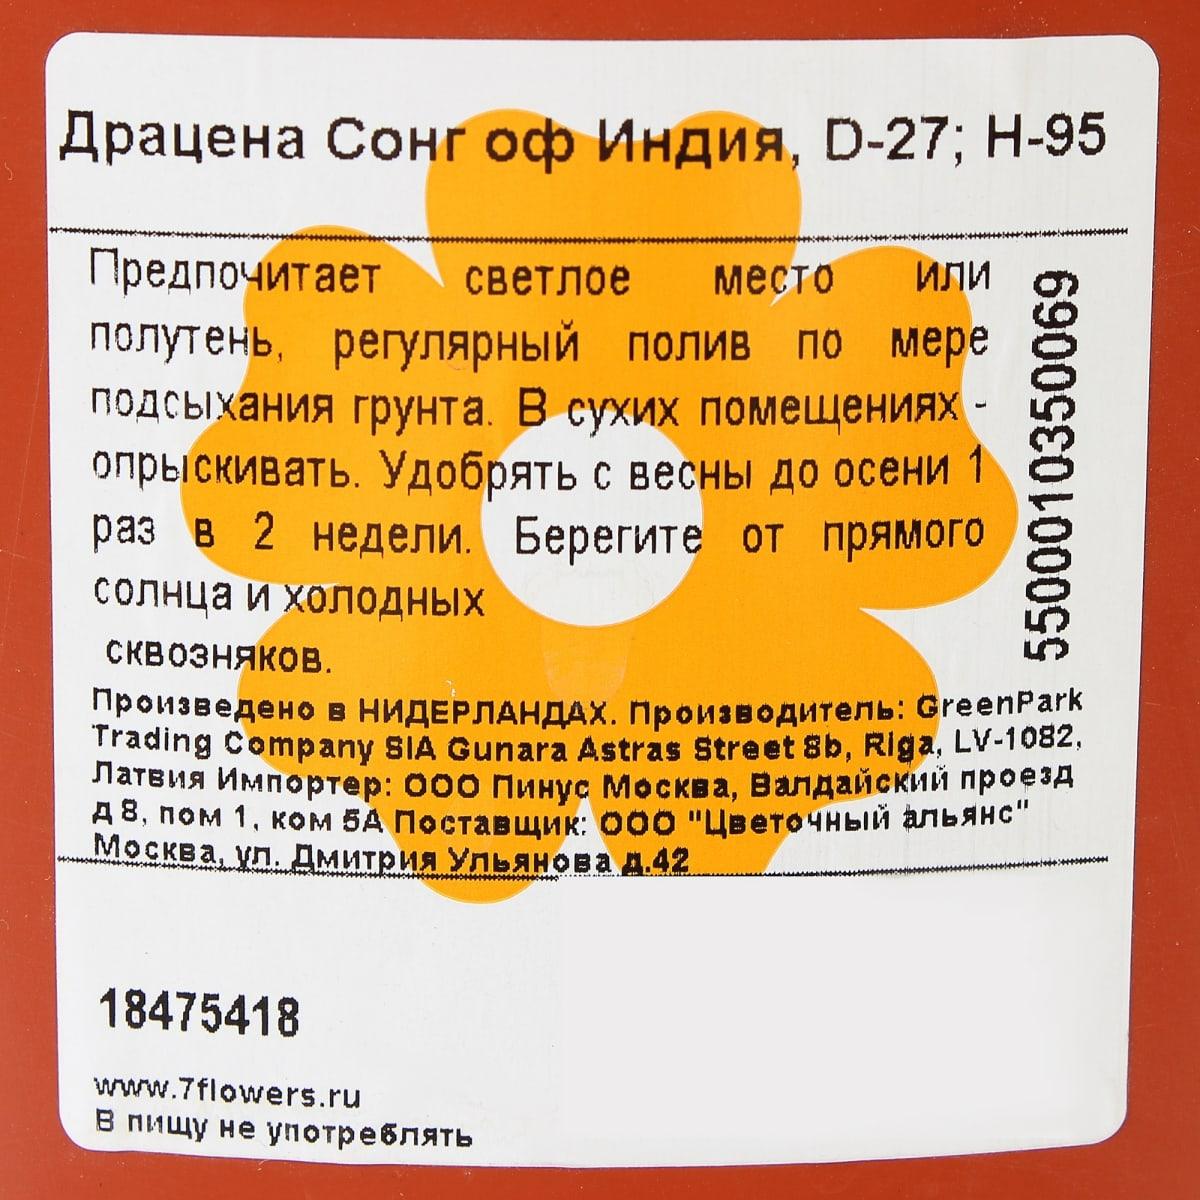 Драцена Сонг оф Индия, D-27; H-95
Предпочитает светлое место или
полутень, регулярный полив по мере
подсыхания грунта. В сухих помещениях -
опрыскивать. Удобрять с весны до осени 1
раз в 2 недели. Берегите от прямого
солнца и холодных
сквозняков.
5500010350069
Произведено в НИДЕРЛАНДАХ. Производитель: GreenPark
Trading Company SIA Gunara Astras Street 8b, Riga, LV-1082,
Латвия Импортер: ООО Пинус Москва, Валдайский проезд
д 8, пом 1, ком 5А Поставщик: ООО "Цветочный альянс"
Москва, ул. Дмитрия Ульянова д.42
18475418
www.7flowers.ru
В пищу не употреблять